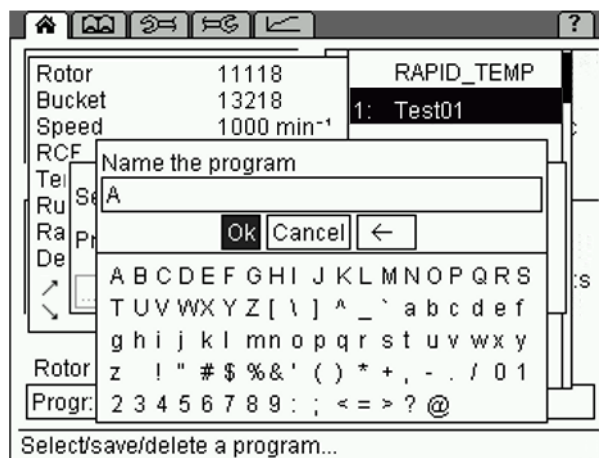 ?
Rotor 11118
Bucket 13218
Speed 1000 min⁻¹
RCF
RAPID_TEMP
1: Test01
Name the program
A
Ok Cancel ←
A B C D E F G H I J K L M N O P Q R S
T U V W X Y Z [ \ ] ^ _ ` a b c d e f
g h i j k l m n o p q r s t u v w x y
z ! " # $ % & ' ( ) * + , - . / 0 1
2 3 4 5 6 7 8 9 : ; < = > ? @
Rotor
Progr:
Select/save/delete a program...